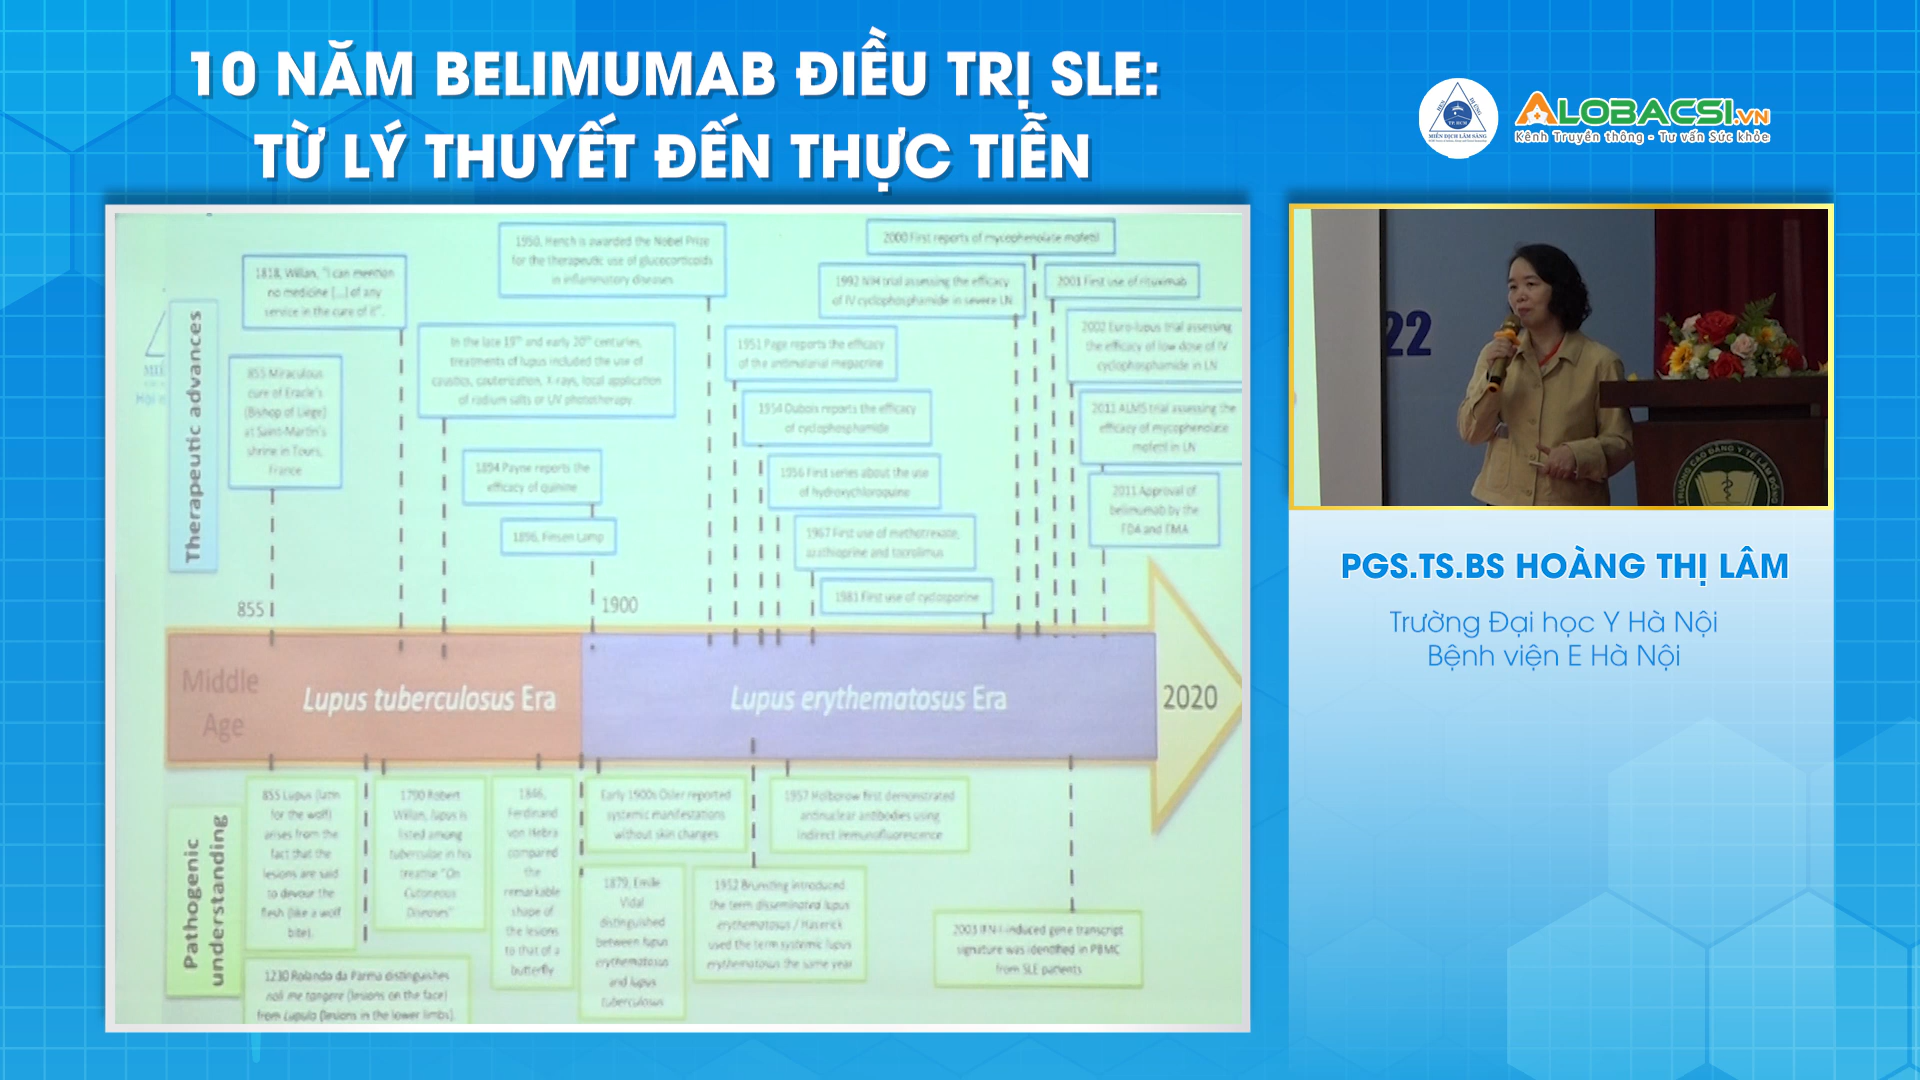 10 NĂM BELIMUMAB ĐIỀU TRỊ SLE:
TỪ LÝ THUYẾT ĐẾN THỰC TIỄN
MIỄN DỊCH LÂM SÀNG
ALOBACSI.VN
Kênh Truyền thông - Tư vấn Sức khỏe
Therapeutic advances
1818, Willan, "I can mention
no medicine [...] of any
service in the cure of it".
855 Miraculous
cure of Eracle's
(Bishop of Liege)
at Saint-Martin's
shrine in Tours,
France
1950, Hench is awarded the Nobel Prize
for the therapeutic use of glucocorticoids
in inflammatory diseases
In the late 19th and early 20th centuries,
treatments of lupus included the use of
caustics, cauterization, X-rays, local application
of radium salts or UV phototherapy
1894 Payne reports the
efficacy of quinine
1896, Finsen Lamp
2000 First reports of mycophenolate mofetil
1992 NIH trial assessing the efficacy
of IV cyclophosphamide in severe LN
2001 First use of rituximab
1951 Page reports the efficacy
of the antimalarial mepacrine
2002 Euro-lupus trial assessing
the efficacy of low dose of IV
cyclophosphamide in LN
1954 Dubois reports the efficacy
of cyclophosphamide
2011 ALMS trial assessing the
efficacy of mycophenolate
mofetil in LN
1956 First series about the use
of hydroxychloroquine
2011 Approval of
belimumab by the
FDA and EMA
1967 First use of methotrexate,
azathioprine and tacrolimus
1981 First use of cyclosporine
855
1900
Middle
Age
Lupus tuberculosus Era
Lupus erythematosus Era
2020
Pathogenic
understanding
855 Lupus (latin
for the wolf)
arises from the
fact that the
lesions are said
to devour the
flesh (like a wolf
bite).
1790 Robert
Willan, lupus is
listed among
tuberculae in his
treatise "On
Cutaneous
Diseases"
1846,
Ferdinand
von Hebra
compared
the
remarkable
shape of
the lesions
to that of a
butterfly
Early 1900s Osler reported
systemic manifestations
without skin changes
1957 Holborow first demonstrated
antinuclear antibodies using
indirect immunofluorescence
1879, Emile
Vidal
distinguished
between lupus
erythematosus
and lupus
tuberculosus
1952 Brunsting introduced
the term disseminated lupus
erythematosus / Haserick
used the term systemic lupus
erythematosus the same year
2003 IFN-I-induced gene transcript
signature was identified in PBMC
from SLE patients
1230 Rolando da Parma distinguishes
noli me tangere (lesions on the face)
from Lupula (lesions in the lower limbs).
22
TRƯỜNG CAO ĐẲNG Y TẾ LÂM ĐỒNG
PGS.TS.BS HOÀNG THỊ LÂM
Trường Đại học Y Hà Nội
Bệnh viện E Hà Nội